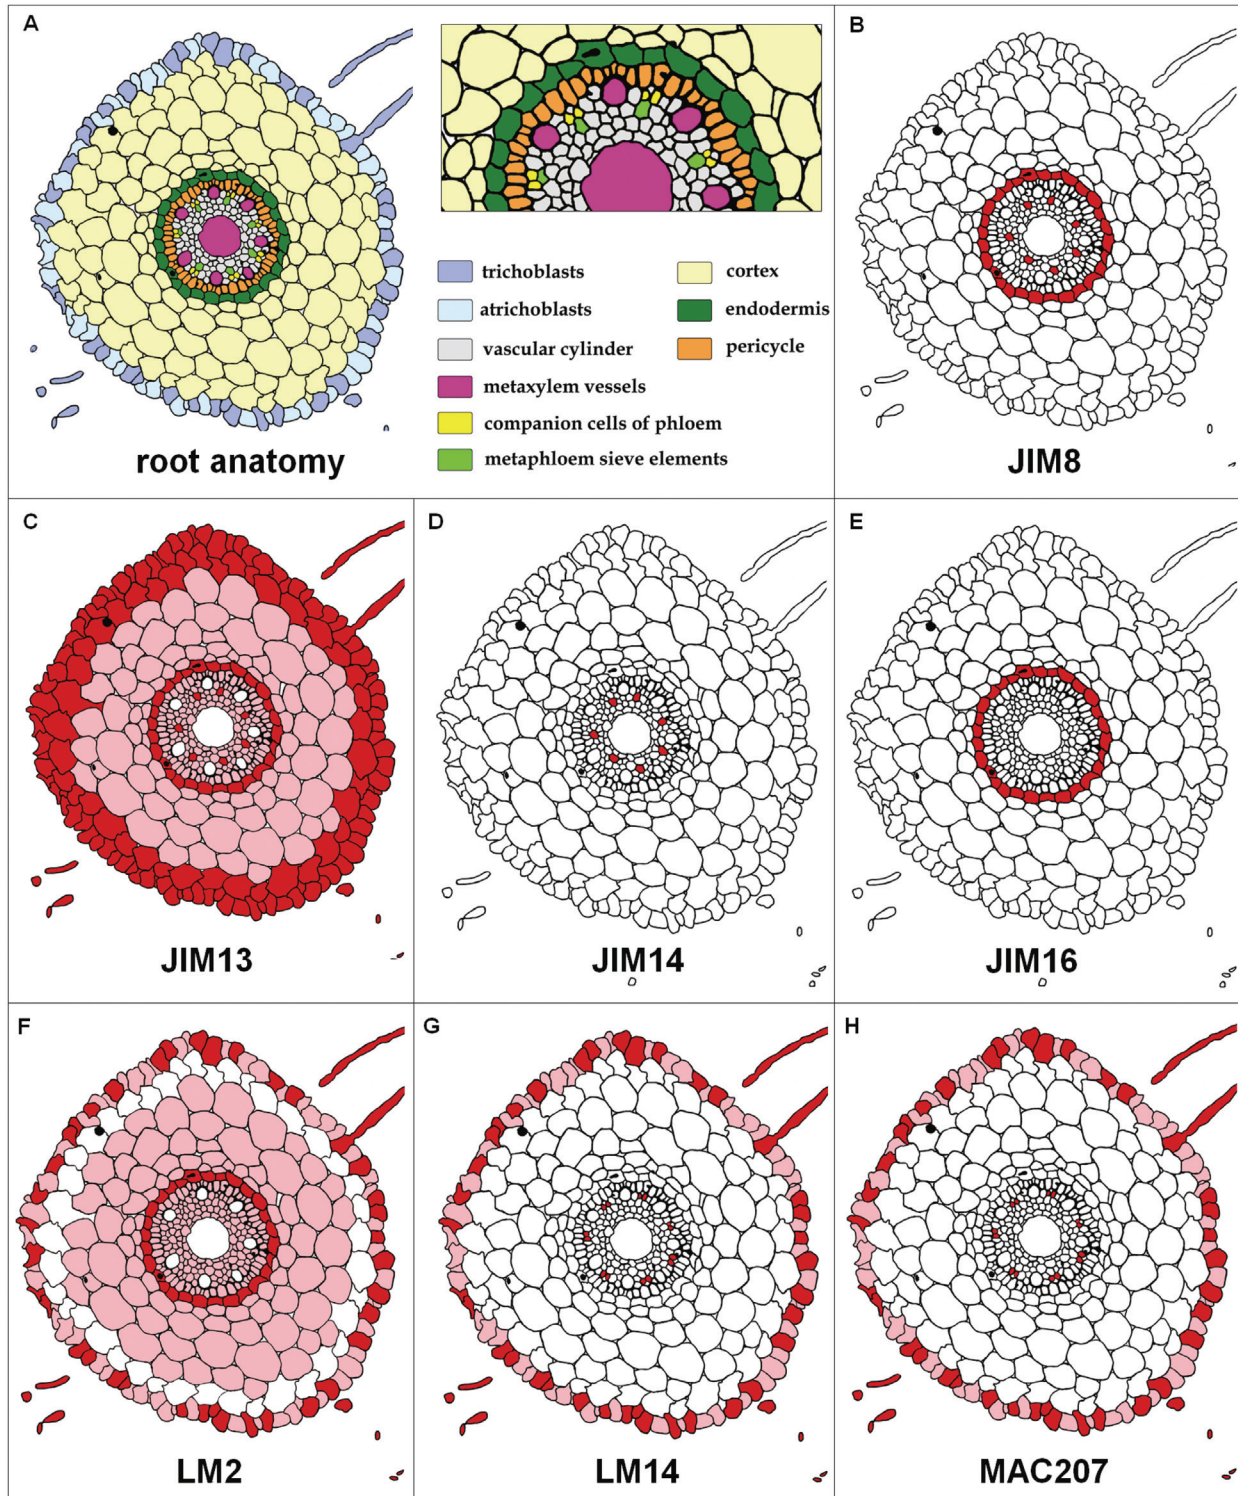 A
B
trichoblasts
cortex
atrichoblasts
endodermis
vascular cylinder
pericycle
metaxylem vessels
companion cells of phloem
metaphloem sieve elements
root anatomy
JIM8
C
D
E
JIM13
JIM14
JIM16
F
G
H
LM2
LM14
MAC207